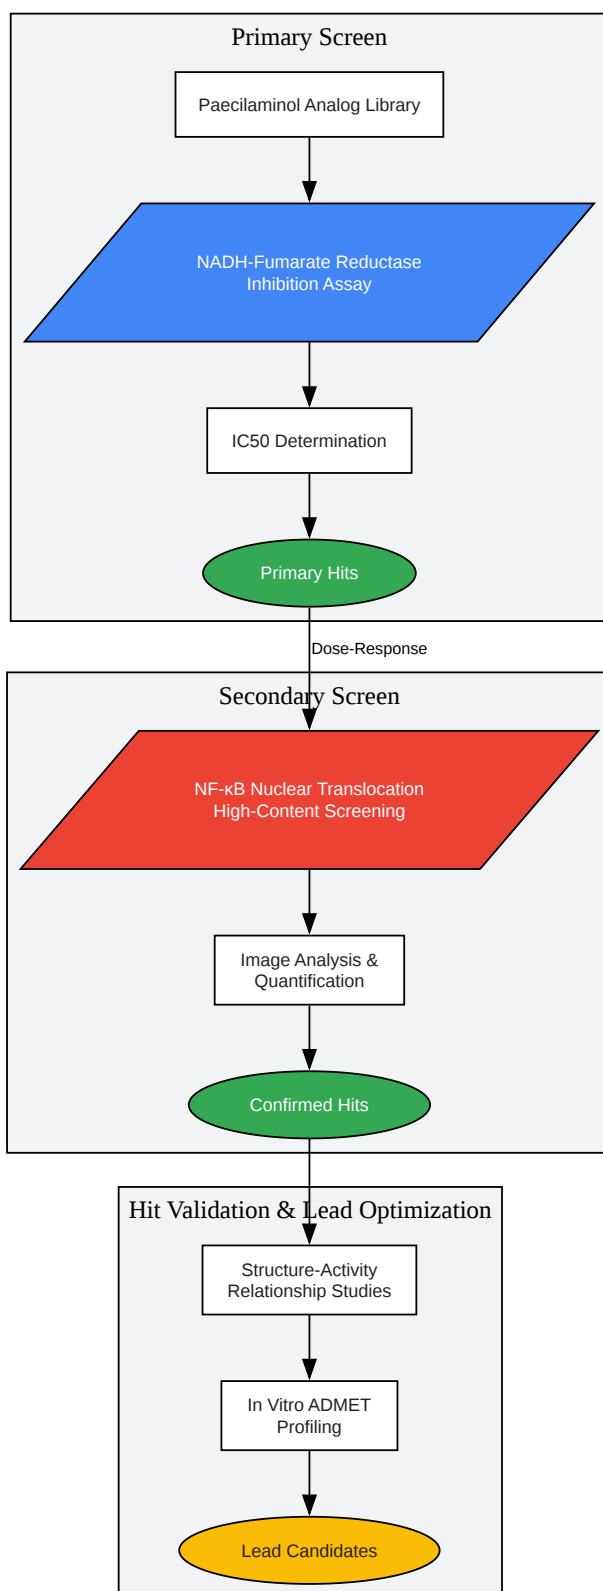 Primary Screen
Paecilaminol Analog Library
NADH-Fumarate Reductase
Inhibition Assay
IC50 Determination
Primary Hits
Dose-Response
Secondary Screen
NF-κB Nuclear Translocation
High-Content Screening
Image Analysis &
Quantification
Confirmed Hits
Hit Validation & Lead Optimization
Structure-Activity
Relationship Studies
In Vitro ADMET
Profiling
Lead Candidates